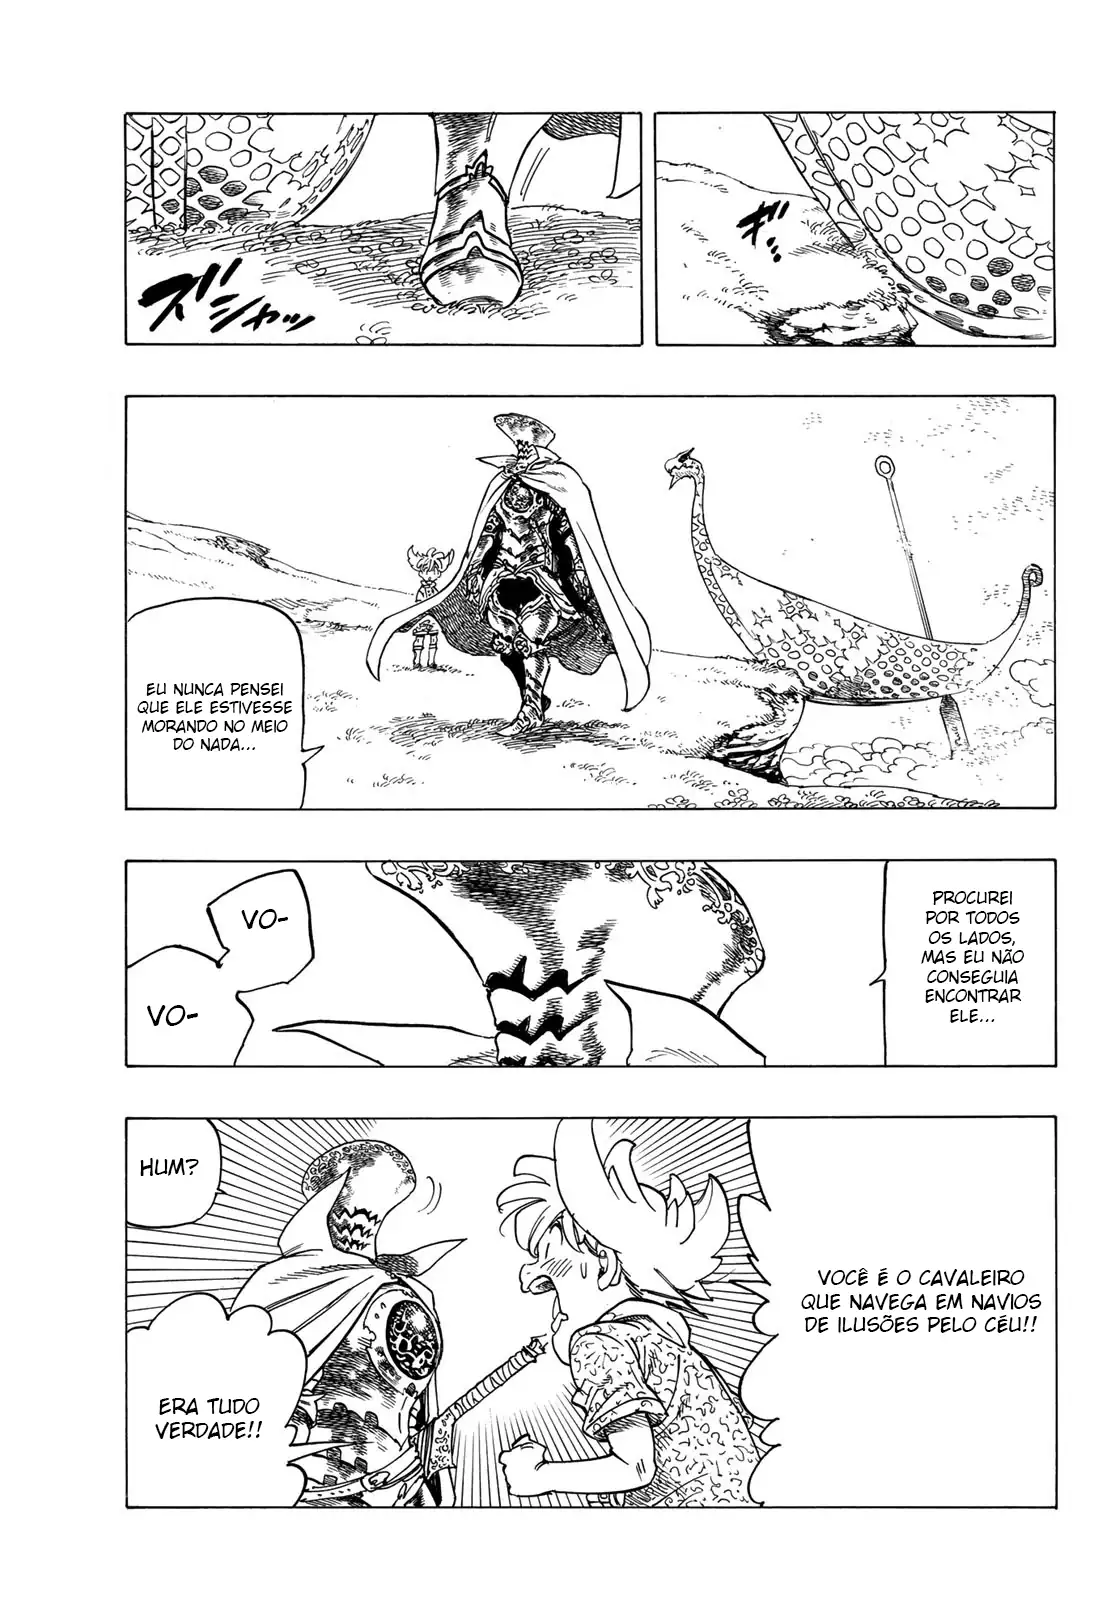 ギ…
ズシャッ
EU NUNCA PENSEI
QUE ELE ESTIVESSE
MORANDO NO MEIO
DO NADA...
PROCUREI
POR TODOS
OS LADOS,
MAS EU NÃO
CONSEGUIA
ENCONTRAR
ELE...
VO-
VO-
VOCÊ É O CAVALEIRO
QUE NAVEGA EM NAVIOS
DE ILUSÕES PELO CÉU!!
HUM?
ERA TUDO
VERDADE!!